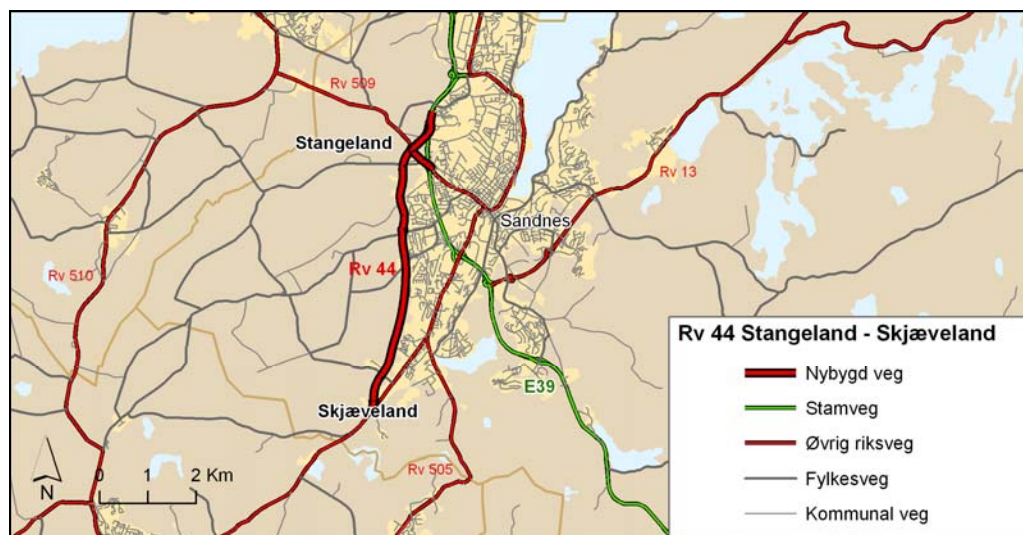 Rv 509
Stangeland
Rv 13
Sandnes
Rv 44
Rv 510
Skjæveland
E39
Rv 505
0 1 2 Km
N
Rv 44 Stangeland - Skjæveland
Nybygd veg
Stamveg
Øvrig riksveg
Fylkesveg
Kommunal veg